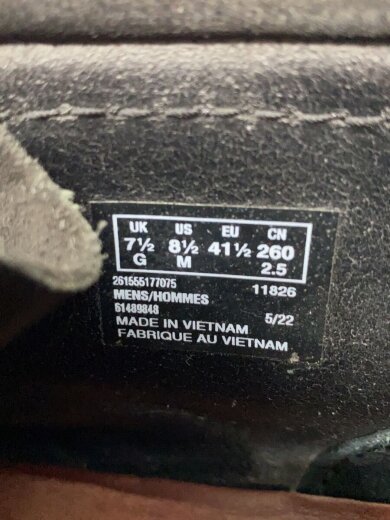 UK US EU CN
7½ 8½ 41½ 260
G M 2.5
261555177075 11826
MENS/HOMMES
61489848 5/22
MADE IN VIETNAM
FABRIQUE AU VIETNAM